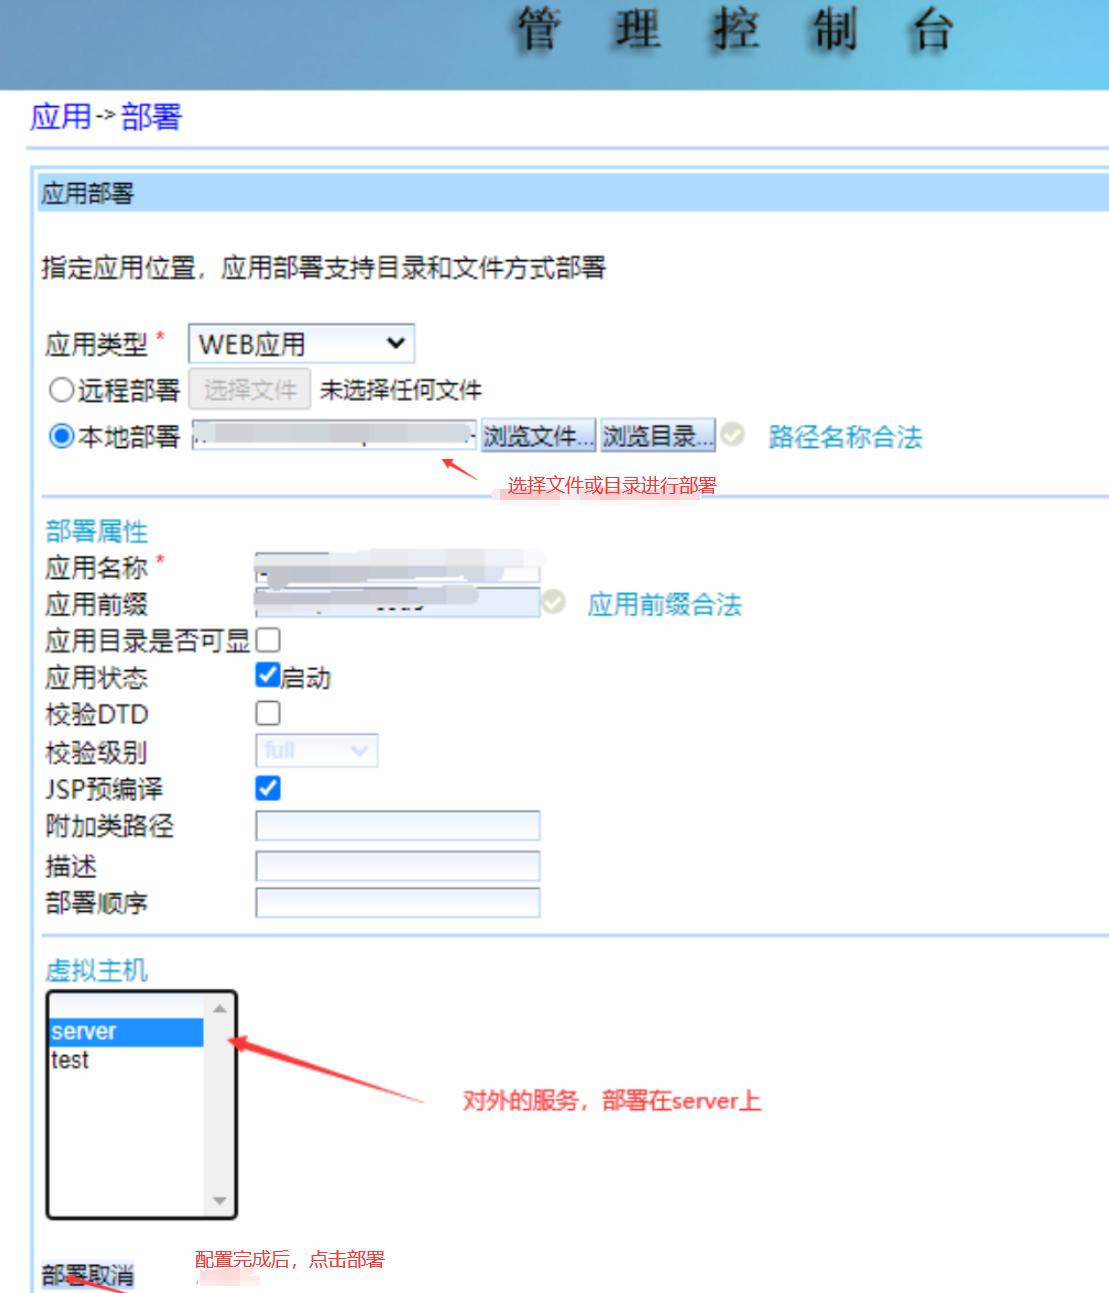 管理控制台
应用->部署
应用部署
指定应用位置，应用部署支持目录和文件方式部署
应用类型 * WEB应用
远程部署 选择文件 未选择任何文件
本地部署 浏览文件... 浏览目录... 路径名称合法
选择文件或目录进行部署
部署属性
应用名称 *
应用前缀 应用前缀合法
应用目录是否可显
应用状态 启动
校验DTD
校验级别 full
JSP预编译
附加类路径
描述
部署顺序
虚拟主机
server
test
对外的服务，部署在server上
配置完成后，点击部署
部署取消